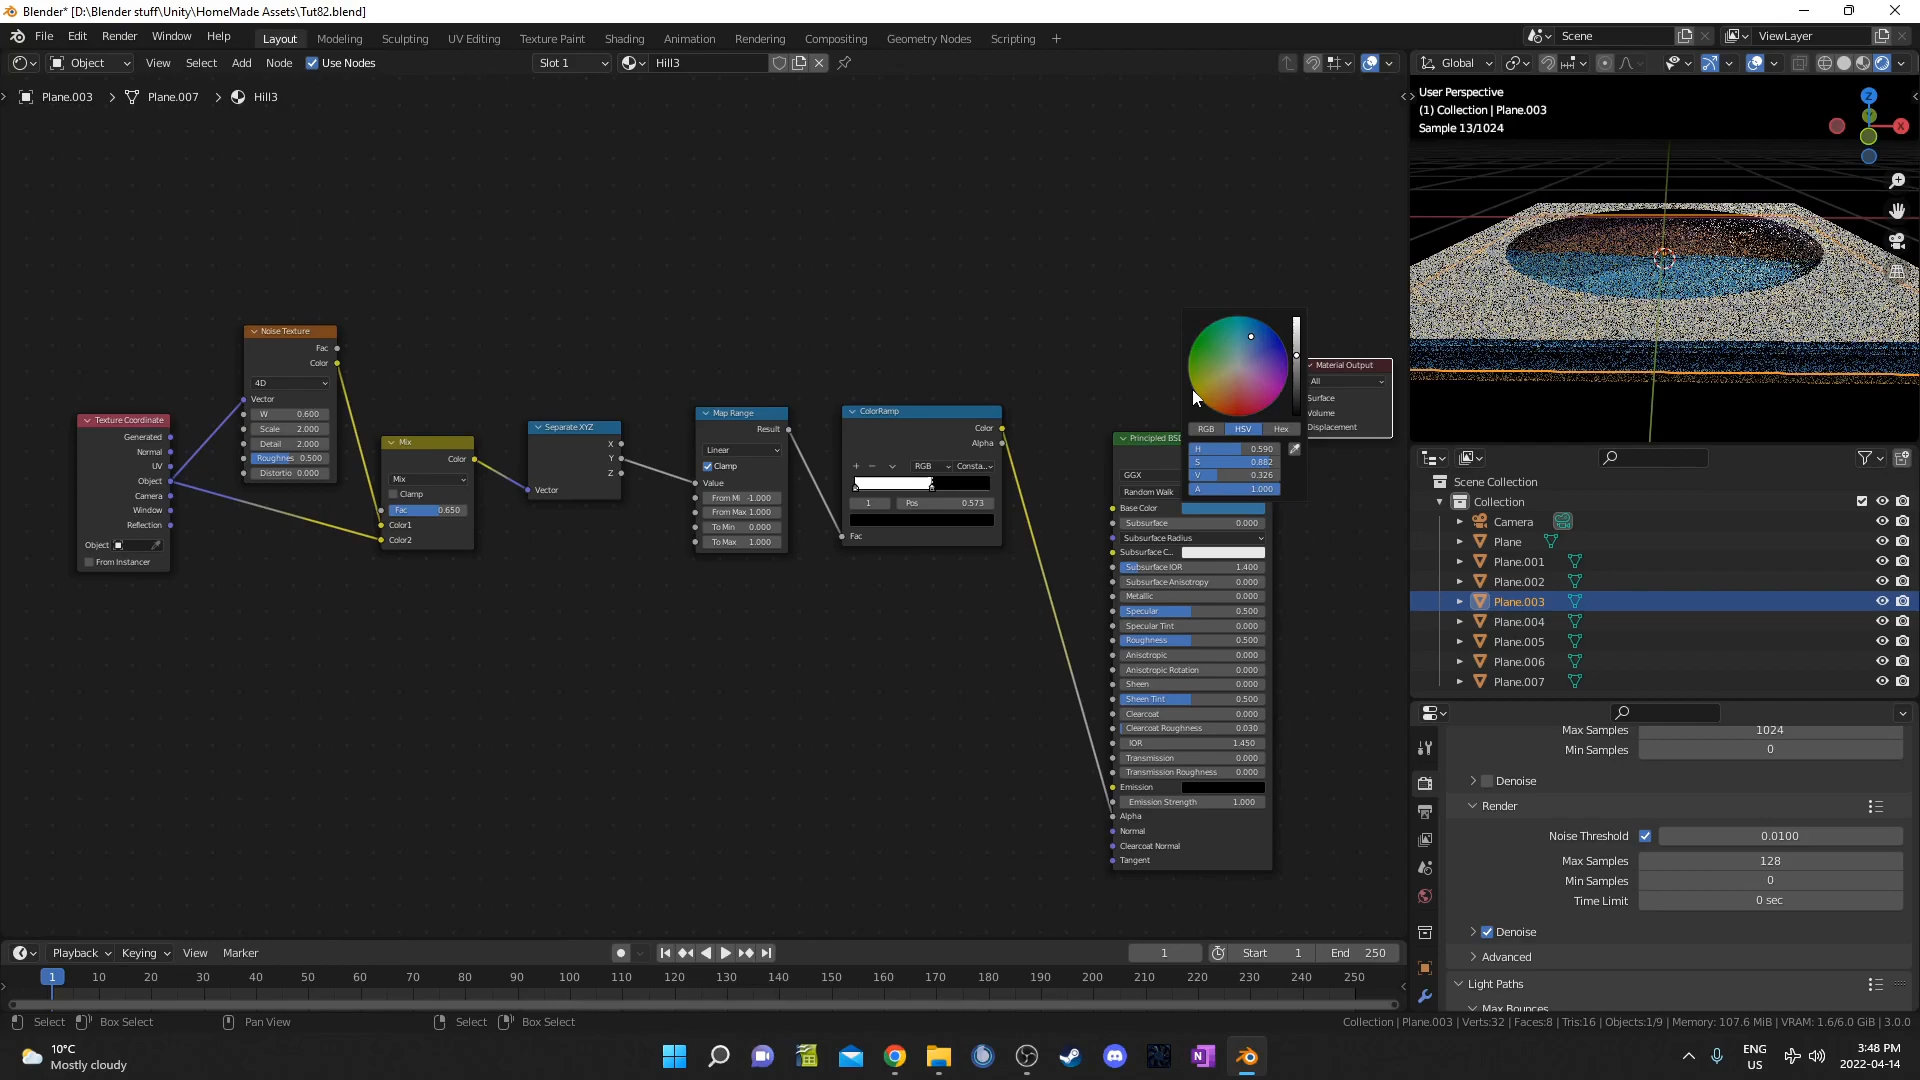 Blender* [D:\Blender stuff\Unity\HomeMade Assets\Tut82.blend]
File Edit Render Window Help Layout Modeling Sculpting UV Editing Texture Paint Shading Animation Rendering Compositing Geometry Nodes Scripting + Scene ViewLayer
Object View Select Add Node Use Nodes Slot 1 Hill3 Global
Plane.003 > Plane.007 > Hill3
User Perspective
(1) Collection | Plane.003
Sample 13/1024
Z
Y
X
Noise Texture
Fac
Color
4D
Vector
W 0.600
Scale 2.000
Detail 2.000
Roughnes 0.500
Distortio 0.000
Texture Coordinate
Generated
Normal
UV
Object
Camera
Window
Reflection
Object
From Instancer
Mix
Color
Mix
Clamp
Fac 0.650
Color1
Color2
Separate XYZ
X
Y
Z
Vector
Map Range
Result
Linear
Clamp
Value
From Mi -1.000
From Max 1.000
To Min 0.000
To Max 1.000
ColorRamp
Color
Alpha
+ − RGB Consta...
1 Pos 0.573
Fac
RGB HSV Hex
H 0.590
S 0.882
V 0.326
A 1.000
Material Output
All
Surface
Volume
Displacement
Principled BSD
GGX
Random Walk
Base Color
Subsurface 0.000
Subsurface Radius
Subsurface C...
Subsurface IOR 1.400
Subsurface Anisotropy 0.000
Metallic 0.000
Specular 0.500
Specular Tint 0.000
Roughness 0.500
Anisotropic 0.000
Anisotropic Rotation 0.000
Sheen 0.000
Sheen Tint 0.500
Clearcoat 0.000
Clearcoat Roughness 0.030
IOR 1.450
Transmission 0.000
Transmission Roughness 0.000
Emission
Emission Strength 1.000
Alpha
Normal
Clearcoat Normal
Tangent
Scene Collection
Collection
Camera
Plane
Plane.001
Plane.002
Plane.003
Plane.004
Plane.005
Plane.006
Plane.007
Max Samples 1024
Min Samples 0
Denoise
Render
Noise Threshold 0.0100
Max Samples 128
Min Samples 0
Time Limit 0 sec
Denoise
Advanced
Light Paths
Max Bounces
Playback Keying View Marker 1 Start 1 End 250
1 10 20 30 40 50 60 70 80 90 100 110 120 130 140 150 160 170 180 190 200 210 220 230 240 250
Select Box Select Pan View Select Box Select Collection | Plane.003 | Verts:32 | Faces:8 | Tris:16 | Objects:1/9 | Memory: 107.6 MiB | VRAM: 1.6/6.0 GiB | 3.0.0
10°C
Mostly cloudy
N
ENG
US
3:48 PM
2022-04-14